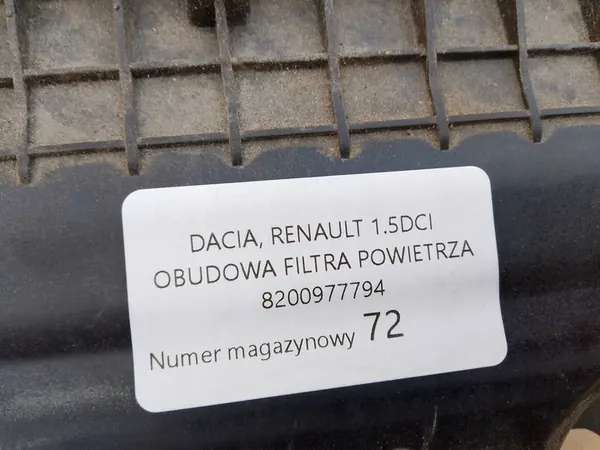 DACIA, RENAULT 1.5DCI
OBUDOWA FILTRA POWIETRZA
8200977794
Numer magazynowy 72